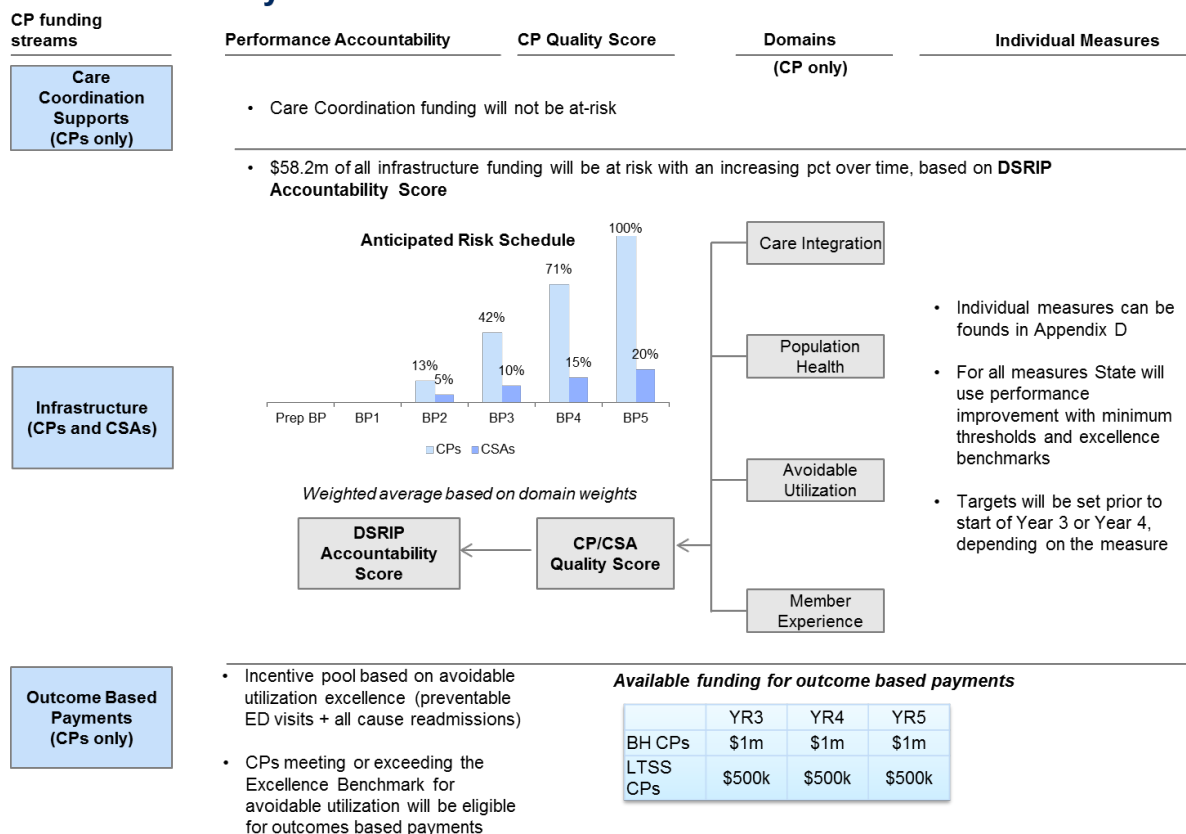 CP funding
streams
Performance Accountability
CP Quality Score
Domains
(CP only)
Individual Measures
Care
Coordination
Supports
(CPs only)
• Care Coordination funding will not be at-risk
• $58.2m of all infrastructure funding will be at risk with an increasing pct over time, based on DSRIP
Accountability Score
Infrastructure
(CPs and CSAs)
Anticipated Risk Schedule
13%
5%
42%
10%
71%
15%
100%
20%
Prep BP
BP1
BP2
BP3
BP4
BP5
CPs
CSAs
Weighted average based on domain weights
DSRIP
Accountability
Score
CP/CSA
Quality Score
Care Integration
Population
Health
Avoidable
Utilization
Member
Experience
• Individual measures can be
founds in Appendix D
• For all measures State will
use performance
improvement with minimum
thresholds and excellence
benchmarks
• Targets will be set prior to
start of Year 3 or Year 4,
depending on the measure
Outcome Based
Payments
(CPs only)
• Incentive pool based on avoidable
utilization excellence (preventable
ED visits + all cause readmissions)
• CPs meeting or exceeding the
Excellence Benchmark for
avoidable utilization will be eligible
for outcomes based payments
Available funding for outcome based payments
YR3 YR4 YR5
BH CPs $1m $1m $1m
LTSS
CPs $500k $500k $500k